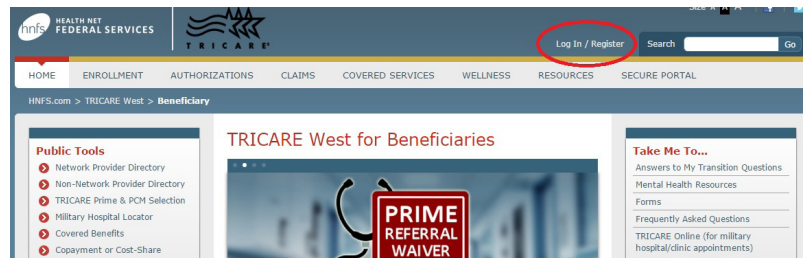 Size A A A
hnfs HEALTH NET
FEDERAL SERVICES
TRICARE
Log In / Register
Search
Go
HOME ENROLLMENT AUTHORIZATIONS CLAIMS COVERED SERVICES WELLNESS RESOURCES SECURE PORTAL
HNFS.com > TRICARE West > Beneficiary
Public Tools
Network Provider Directory
Non-Network Provider Directory
TRICARE Prime & PCM Selection
Military Hospital Locator
Covered Benefits
Copayment or Cost-Share
TRICARE West for Beneficiaries
PRIME
REFERRAL
WAIVER
Take Me To...
Answers to My Transition Questions
Mental Health Resources
Forms
Frequently Asked Questions
TRICARE Online (for military
hospital/clinic appointments)